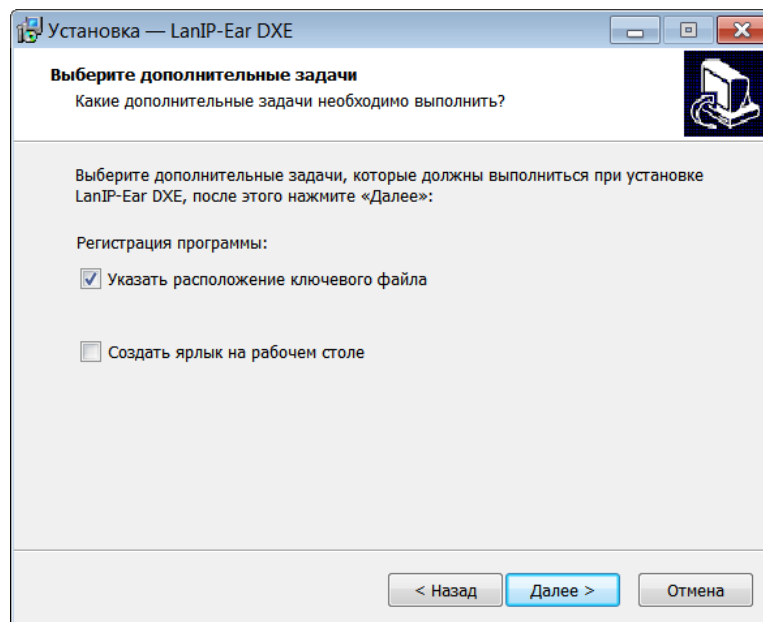 Установка — LanIP-Ear DXE
Выберите дополнительные задачи
Какие дополнительные задачи необходимо выполнить?
Выберите дополнительные задачи, которые должны выполниться при установке
LanIP-Ear DXE, после этого нажмите «Далее»:
Регистрация программы:
Указать расположение ключевого файла
Создать ярлык на рабочем столе
< Назад
Далее >
Отмена